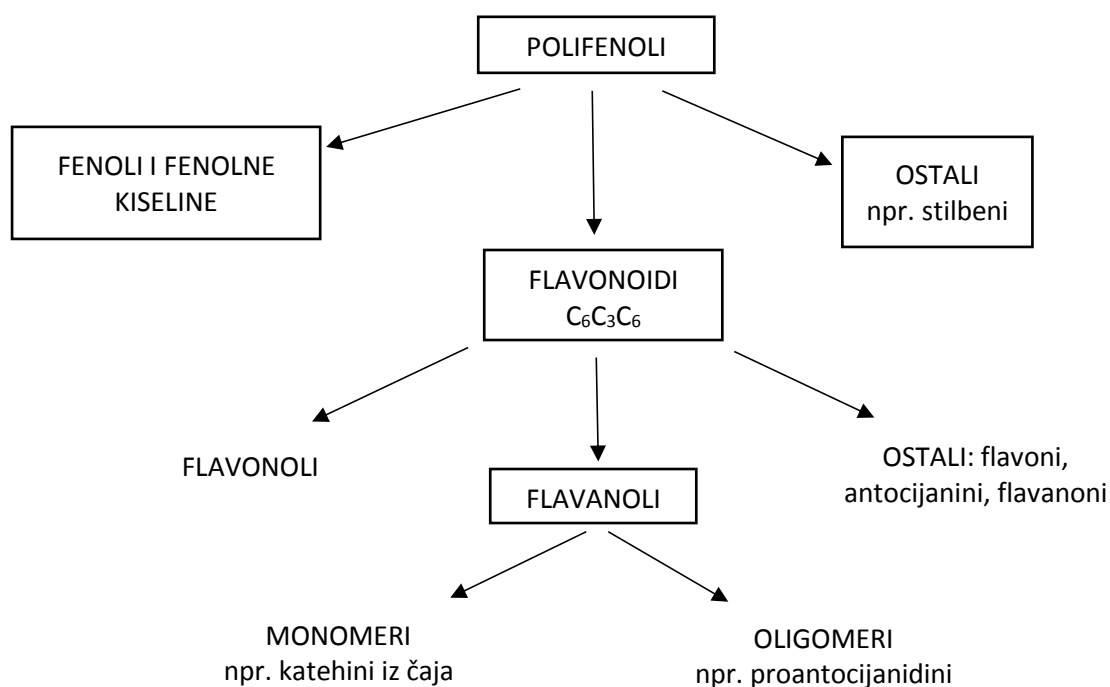 POLIFENOLI
FENOLI I FENOLNE
KISELINE
OSTALI
npr. stilbeni
FLAVONOIDI
C₆C₃C₆
FLAVONOLI
FLAVANOLI
OSTALI: flavoni,
antocijanini, flavanoni
MONOMERI
npr. katehini iz čaja
OLIGOMERI
npr. proantocijanidini